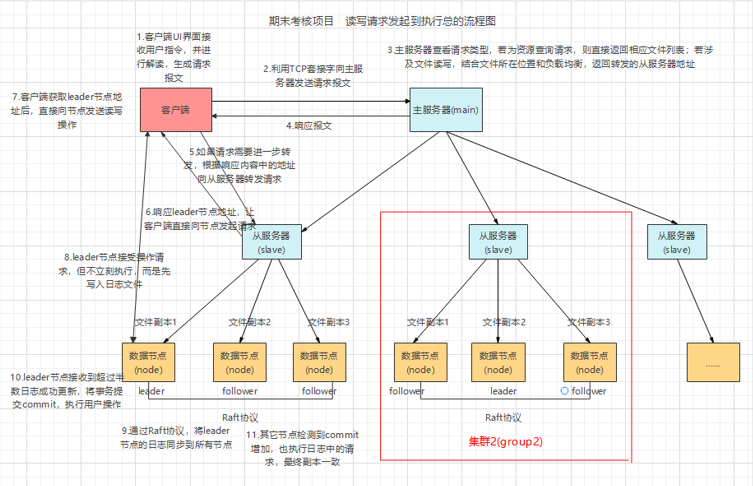 期末考核项目　读写请求发起到执行总的流程图
1.客户端UI界面接
收用户指令，并进
行解读，生成请求
报文
2.利用TCP套接字向主服
务器发送请求报文
3.主服务器查看请求类型，若为资源查询请求，则直接返回相应文件列表；若涉
及文件读写，结合文件所在位置和负载均衡，返回转发的从服务器地址
7.客户端获取leader节点地
址后，直接向节点发送读写
操作
客户端
主服务器(main)
4.响应报文
5.如果请求需要进一步转
发，根据响应内容中的地址
向从服务器转发请求
6.响应leader节点地址，让
客户端直接向节点发起请求
从服务器
(slave)
从服务器
(slave)
从服务器
(slave)
8.leader节点接受操作请
求，但不立刻执行，而是先
写入日志文件
文件副本1
文件副本2
文件副本3
文件副本1
文件副本2
文件副本3
数据节点
(node)
数据节点
(node)
数据节点
(node)
数据节点
(node)
数据节点
(node)
数据节点
(node)
......
10.leader节点接收到超过半
数日志成功更新，将事务提
交commit，执行用户操作
leader
follower
follower
follower
leader
follower
Raft协议
Raft协议
9.通过Raft协议，将leader
节点的日志同步到所有节点
11.其它节点检测到commit
增加，也执行日志中的请
求，最终副本一致
集群2(group2)